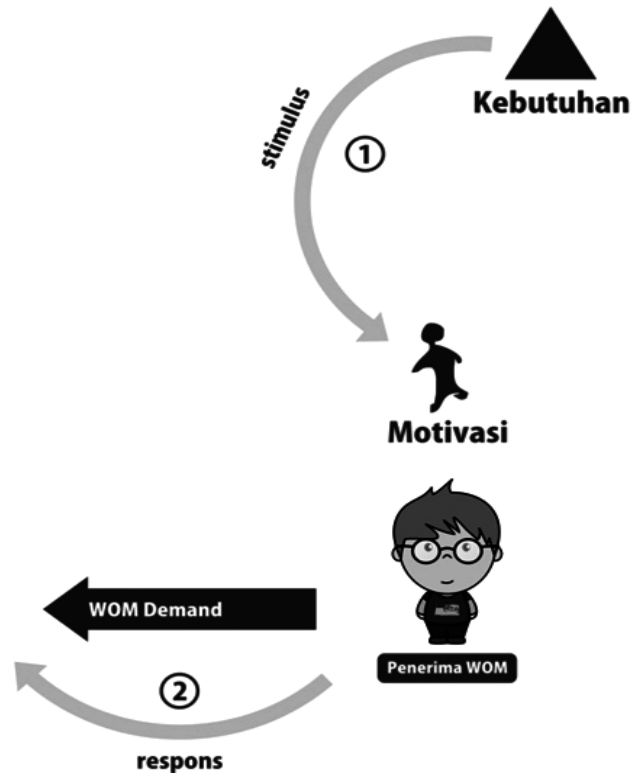 Kebutuhan
stimulus
1
Motivasi
WOM Demand
Penerima WOM
2
respons